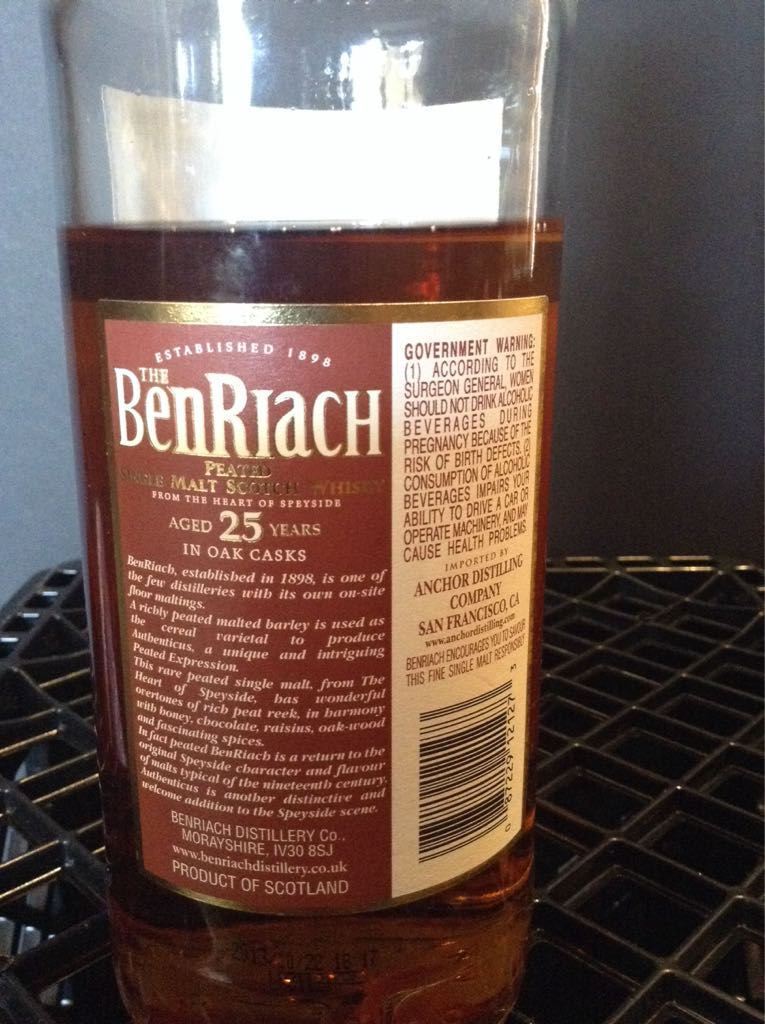 ESTABLISHED 1898
THE
BENRIACH
PEATED
SINGLE MALT SCOTCH WHISKY
FROM THE HEART OF SPEYSIDE
AGED 25 YEARS
IN OAK CASKS
BenRiach, established in 1898, is one of
the few distilleries with its own on-site
floor maltings.
A richly peated malted barley is used as
the cereal varietal to produce
Authenticus, a unique and intriguing
Peated Expression.
This rare peated single malt, from The
Heart of Speyside, has wonderful
overtones of rich peat reek, in harmony
with honey, chocolate, raisins, oak-wood
and fascinating spices.
In fact peated BenRiach is a return to the
original Speyside character and flavour
of malts typical of the nineteenth century.
Authenticus is another distinctive and
welcome addition to the Speyside scene.
BENRIACH DISTILLERY Co.,
MORAYSHIRE, IV30 8SJ
www.benriachdistillery.co.uk
PRODUCT OF SCOTLAND
GOVERNMENT WARNING:
(1) ACCORDING TO THE
SURGEON GENERAL, WOMEN
SHOULD NOT DRINK ALCOHOLIC
BEVERAGES DURING
PREGNANCY BECAUSE OF THE
RISK OF BIRTH DEFECTS. (2)
CONSUMPTION OF ALCOHOLIC
BEVERAGES IMPAIRS YOUR
ABILITY TO DRIVE A CAR OR
OPERATE MACHINERY, AND MAY
CAUSE HEALTH PROBLEMS.
IMPORTED BY
ANCHOR DISTILLING
COMPANY
SAN FRANCISCO, CA
www.anchordistilling.com
BENRIACH ENCOURAGES YOU TO SAVOUR
THIS FINE SINGLE MALT RESPONSIBLY
0 87229 12127 3